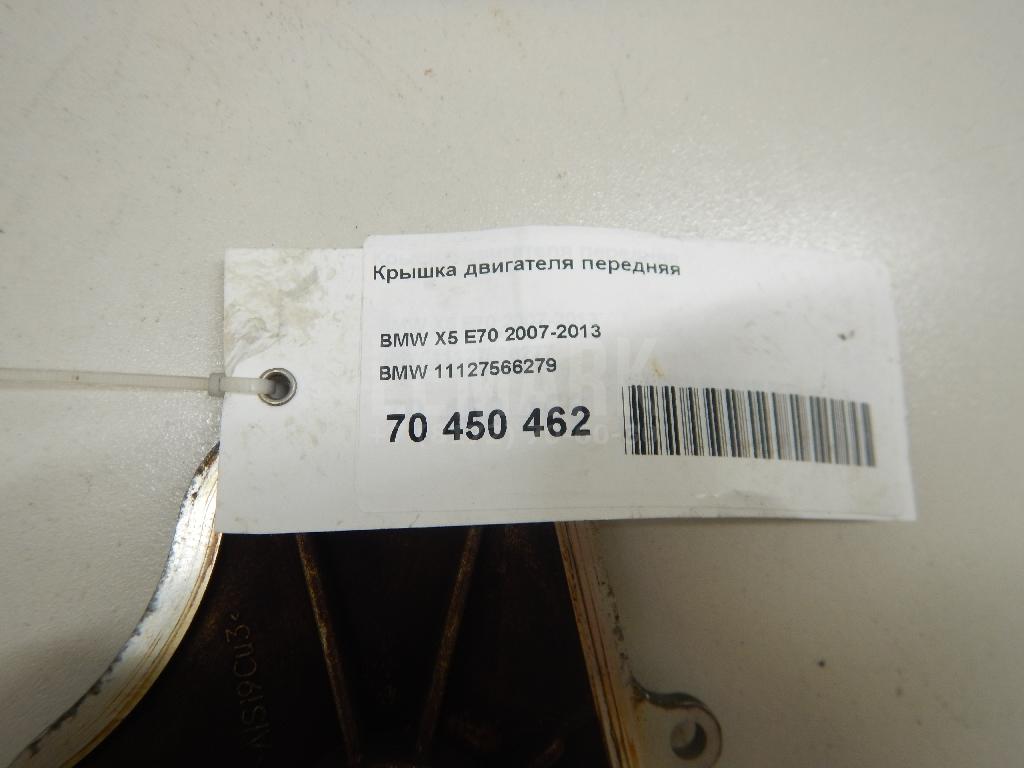 Крышка двигателя передняя
BMW X5 E70 2007-2013
BMW 11127566279
70 450 462